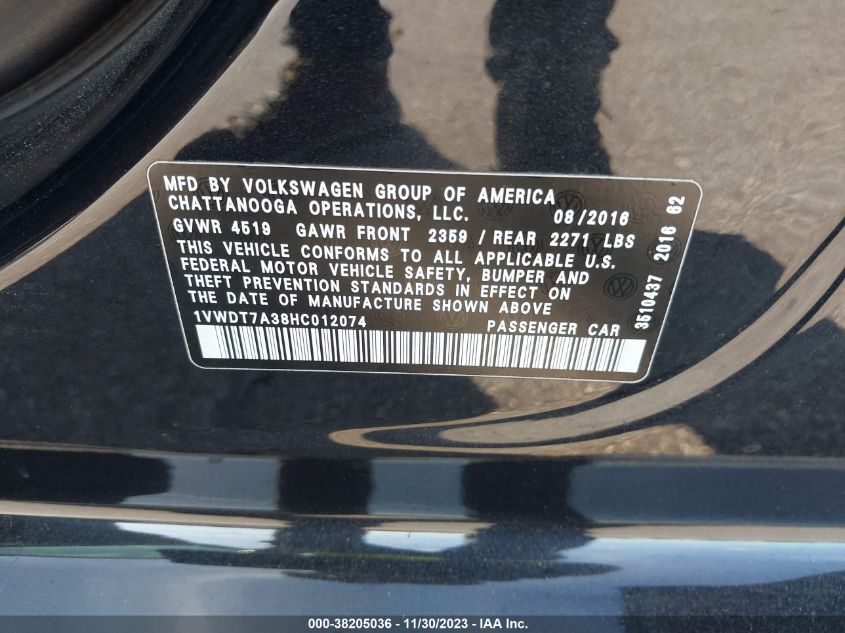 MFD BY VOLKSWAGEN GROUP OF AMERICA
CHATTANOOGA OPERATIONS, LLC. 08/2016
GVWR 4519 GAWR FRONT 2359 / REAR 2271 LBS
THIS VEHICLE CONFORMS TO ALL APPLICABLE U.S.
FEDERAL MOTOR VEHICLE SAFETY, BUMPER AND
THEFT PREVENTION STANDARDS IN EFFECT ON
THE DATE OF MANUFACTURE SHOWN ABOVE
1VWDT7A38HC012074 PASSENGER CAR
3510437 2016 62
000-38205036 - 11/30/2023 - IAA Inc.